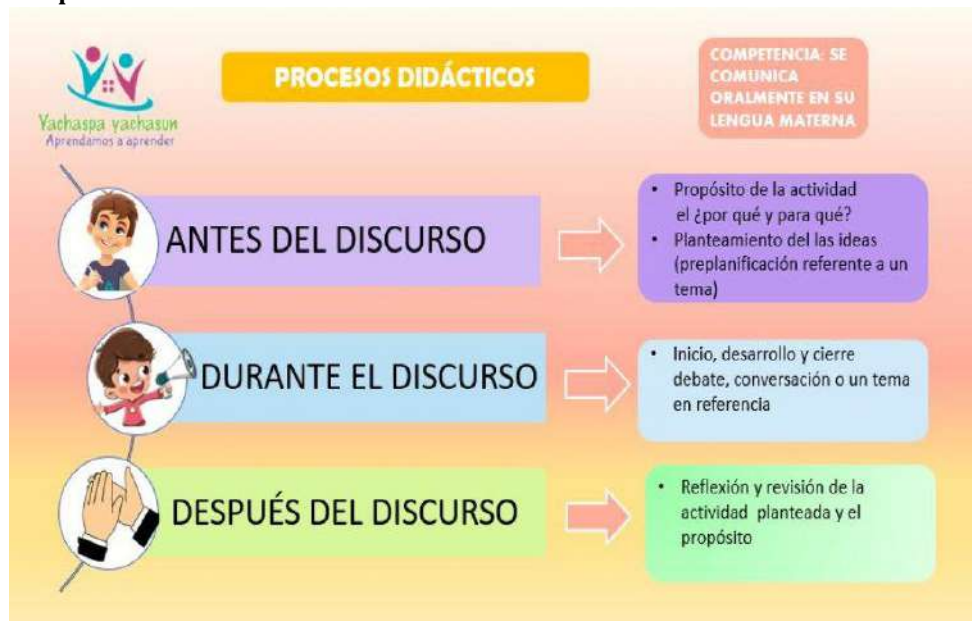 PROCESOS DIDÁCTICOS
COMPETENCIA: SE
COMUNICA
ORALMENTE EN SU
LENGUA MATERNA
Yachaspa yachasun
Aprendamos a aprender
ANTES DEL DISCURSO
• Propósito de la actividad
el ¿por qué y para qué?
• Planteamiento del las ideas
(preplanificación referente a un
tema)
DURANTE EL DISCURSO
• Inicio, desarrollo y cierre
debate, conversación o un tema
en referencia
DESPUÉS DEL DISCURSO
• Reflexión y revisión de la
actividad planteada y el
propósito